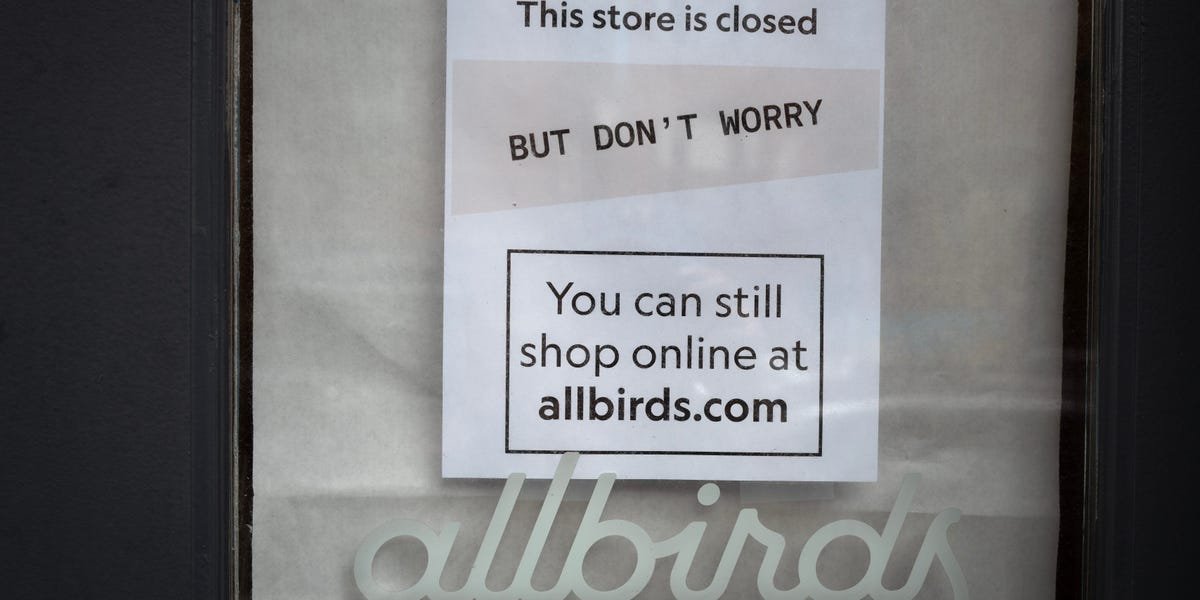 This store is closed
BUT DON'T WORRY
You can still
shop online at
allbirds.com
allbirds